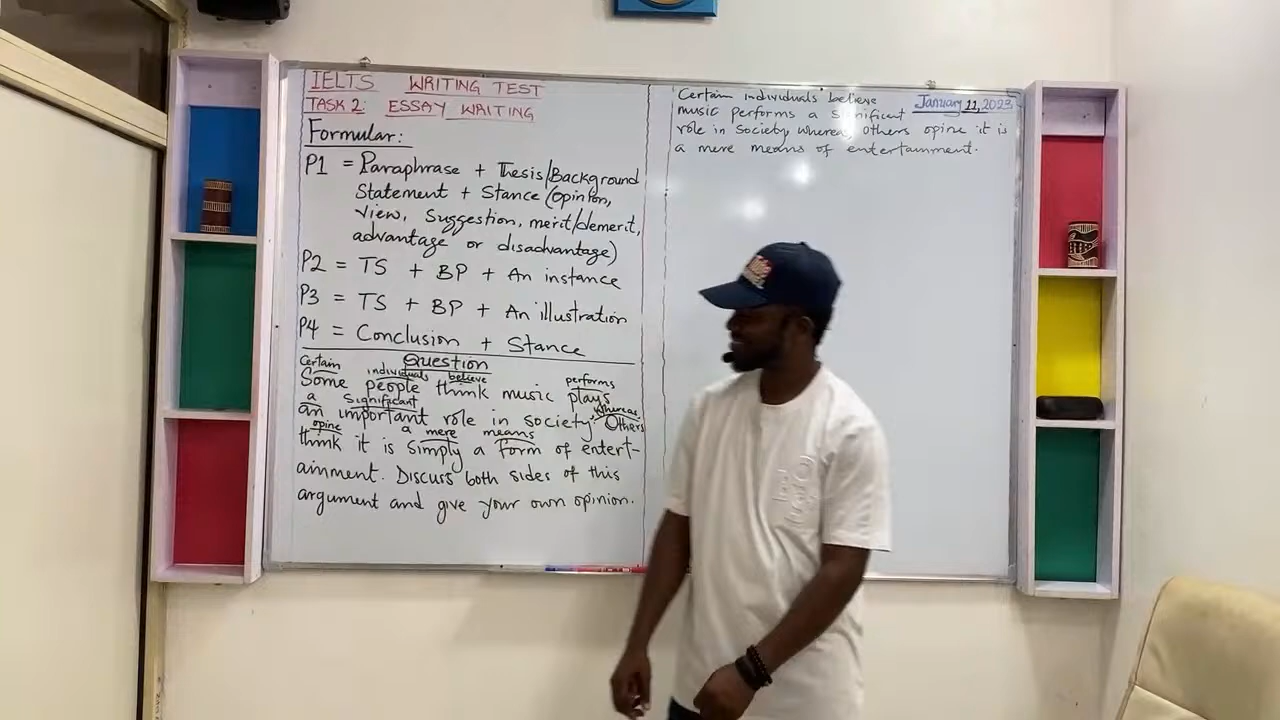 IELTS WRITING TEST
TASK 2: ESSAY WRITING
Formular:
P1 = Paraphrase + Thesis/Background
Statement + Stance (opinion,
view, suggestion, merit/demerit,
advantage or disadvantage)
P2 = TS + BP + An instance
P3 = TS + BP + An illustration
P4 = Conclusion + Stance
Question
Certain individuals believe performs
Some people think music plays
a significant whereas
an important role in society. Others
opine a mere means
think it is simply a form of entert-
ainment. Discuss both sides of this
argument and give your own opinion.
Certain individuals believe
January 11, 2023
music performs a significant
role in society whereas others opine it is
a mere means of entertainment.